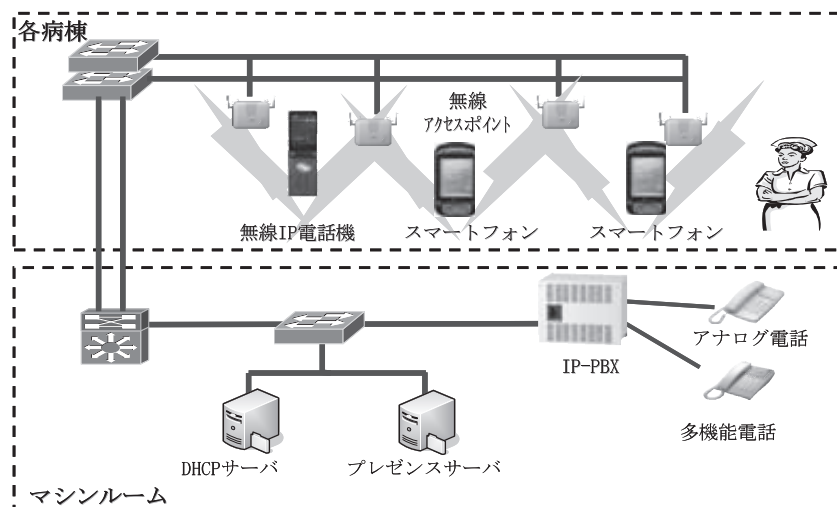 各病棟
無線
アクセスポイント
無線IP電話機
スマートフォン
スマートフォン
アナログ電話
IP-PBX
多機能電話
DHCPサーバ
プレゼンスサーバ
マシンルーム